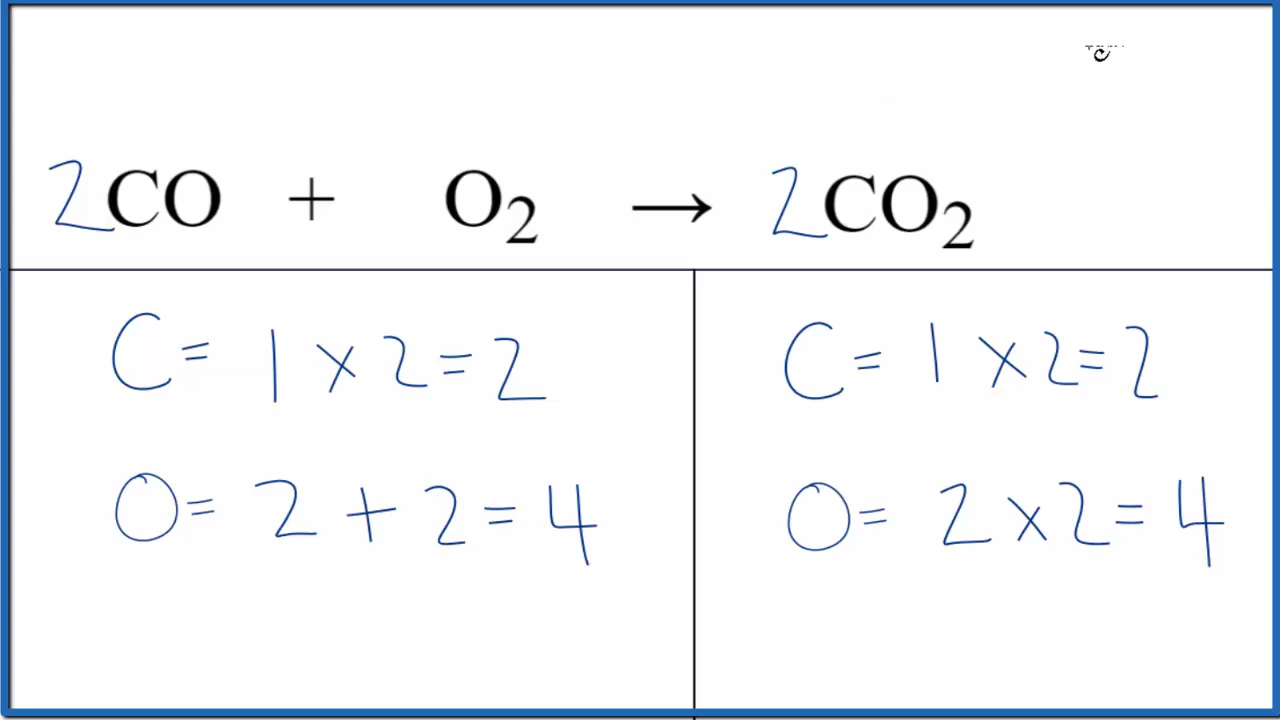 2CO + O₂ → 2CO₂
C = 1 x 2 = 2
O = 2 + 2 = 4
C = 1 x 2 = 2
O = 2 x 2 = 4